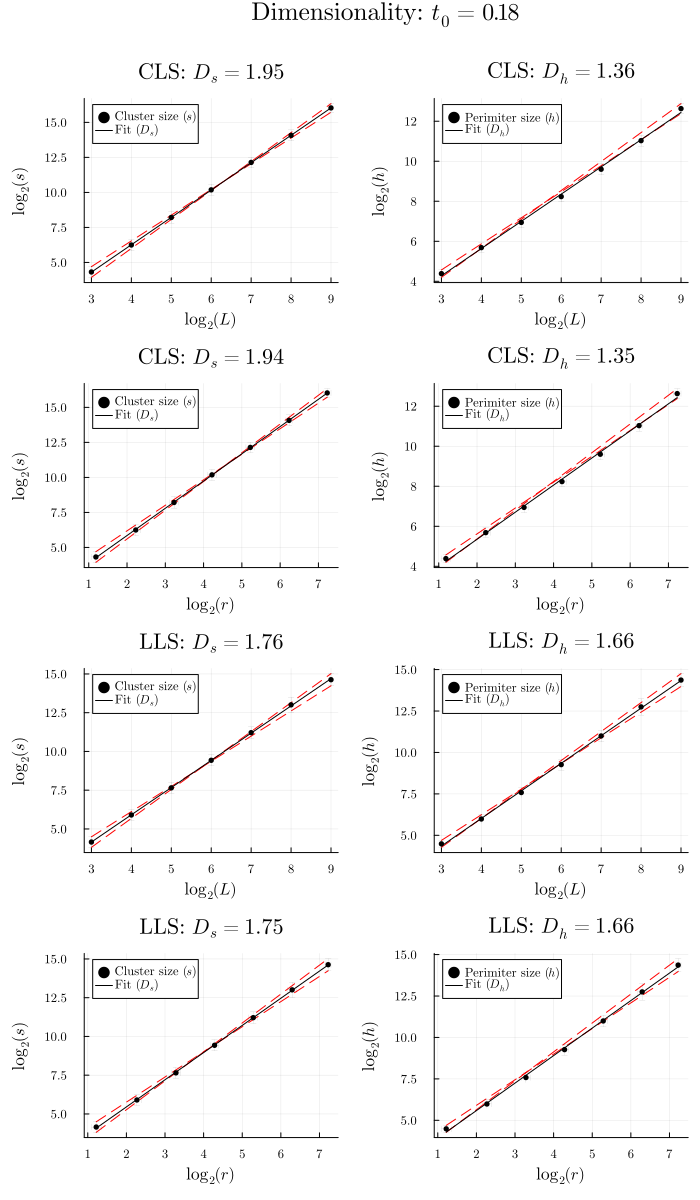 Dimensionality: t₀ = 0.18
CLS: Dₛ = 1.95
Cluster size (s)
Fit (Dₛ)
log₂(s)
15.0
12.5
10.0
7.5
5.0
3 4 5 6 7 8 9
log₂(L)
CLS: Dₕ = 1.36
Perimiter size (h)
Fit (Dₕ)
log₂(h)
12
10
8
6
4
3 4 5 6 7 8 9
log₂(L)
CLS: Dₛ = 1.94
Cluster size (s)
Fit (Dₛ)
log₂(s)
15.0
12.5
10.0
7.5
5.0
1 2 3 4 5 6 7
log₂(r)
CLS: Dₕ = 1.35
Perimiter size (h)
Fit (Dₕ)
log₂(h)
12
10
8
6
4
1 2 3 4 5 6 7
log₂(r)
LLS: Dₛ = 1.76
Cluster size (s)
Fit (Dₛ)
log₂(s)
15.0
12.5
10.0
7.5
5.0
3 4 5 6 7 8 9
log₂(L)
LLS: Dₕ = 1.66
Perimiter size (h)
Fit (Dₕ)
log₂(h)
15.0
12.5
10.0
7.5
5.0
3 4 5 6 7 8 9
log₂(L)
LLS: Dₛ = 1.75
Cluster size (s)
Fit (Dₛ)
log₂(s)
15.0
12.5
10.0
7.5
5.0
1 2 3 4 5 6 7
log₂(r)
LLS: Dₕ = 1.66
Perimiter size (h)
Fit (Dₕ)
log₂(h)
15.0
12.5
10.0
7.5
5.0
1 2 3 4 5 6 7
log₂(r)